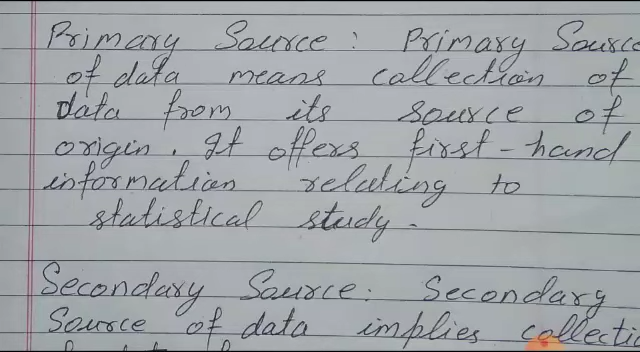 Primary Source : Primary Source
of data means collection of
data from its source of
origin. It offers first-hand
information relating to
statistical study.
Secondary Source: Secondary
Source of data implies collectio